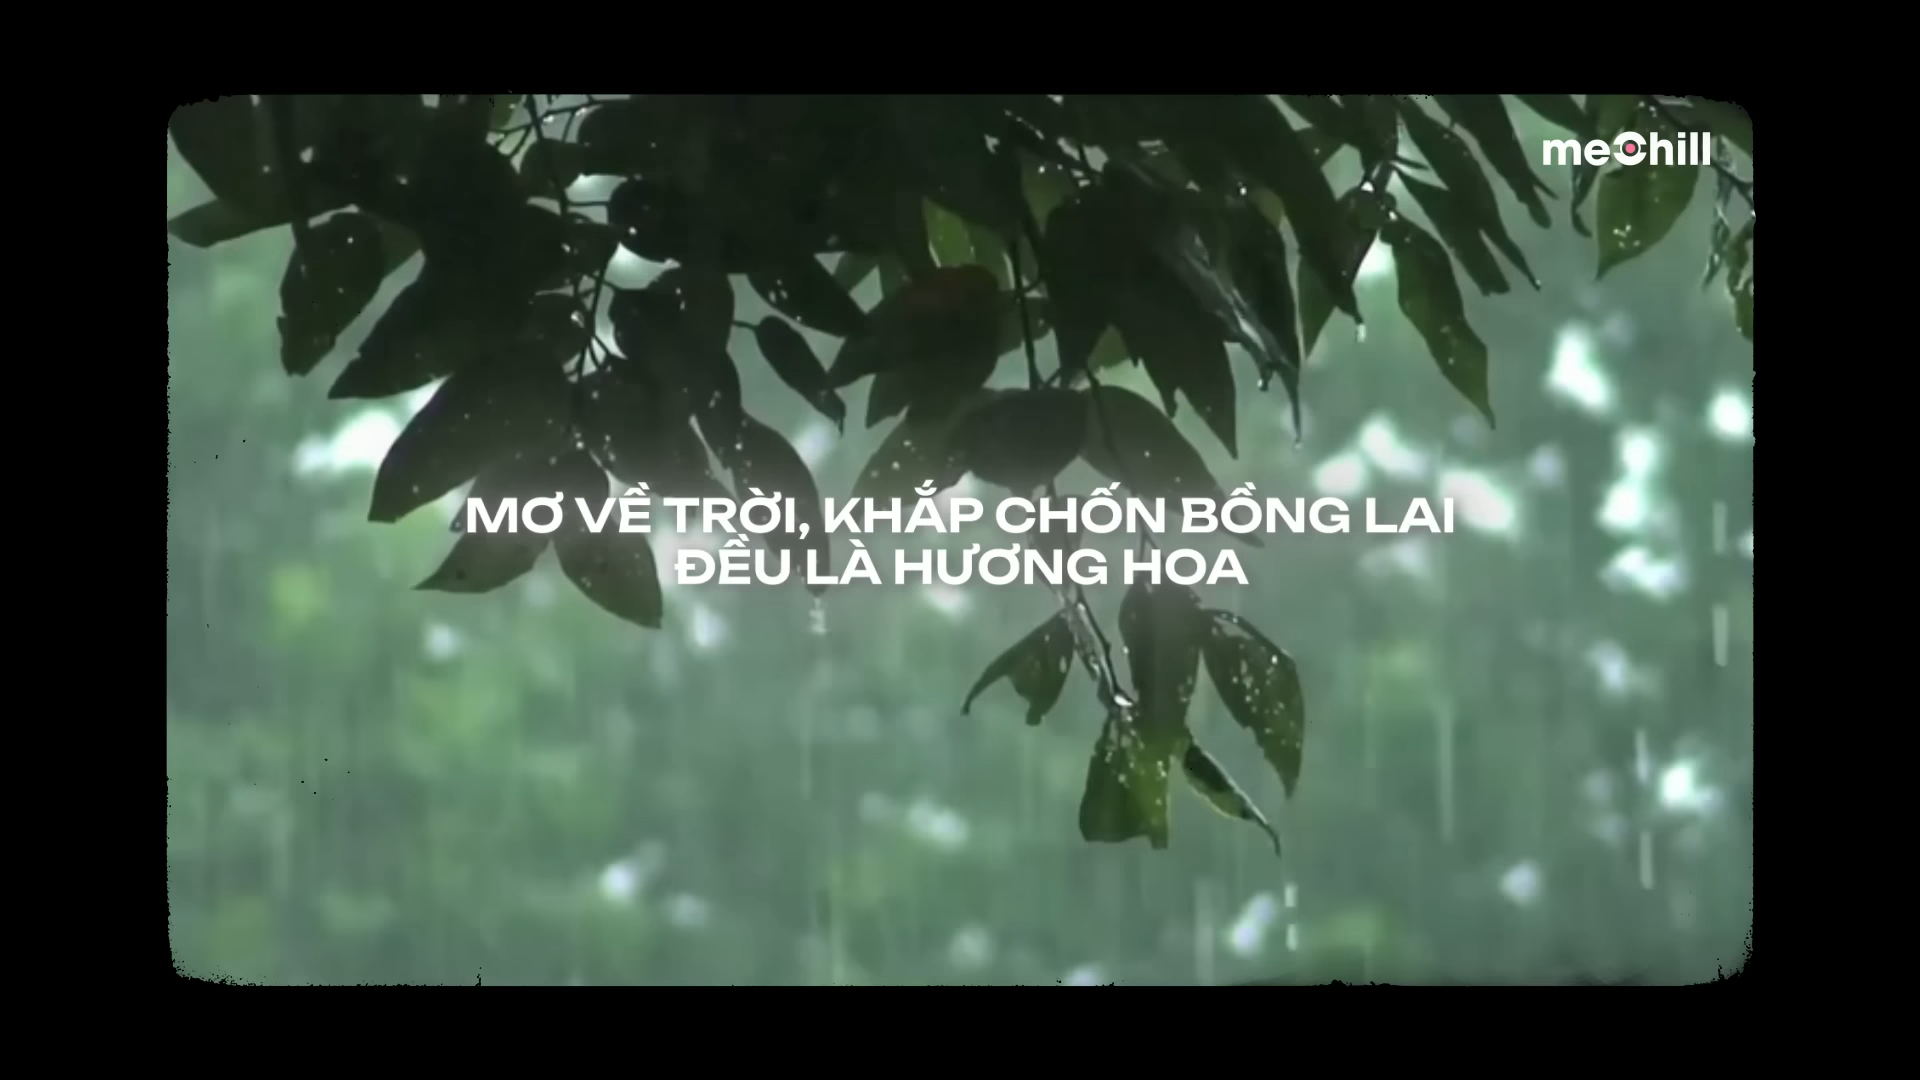 meChill
MƠ VỀ TRỜI, KHẮP CHỐN BỒNG LAI
ĐỀU LÀ HƯƠNG HOA